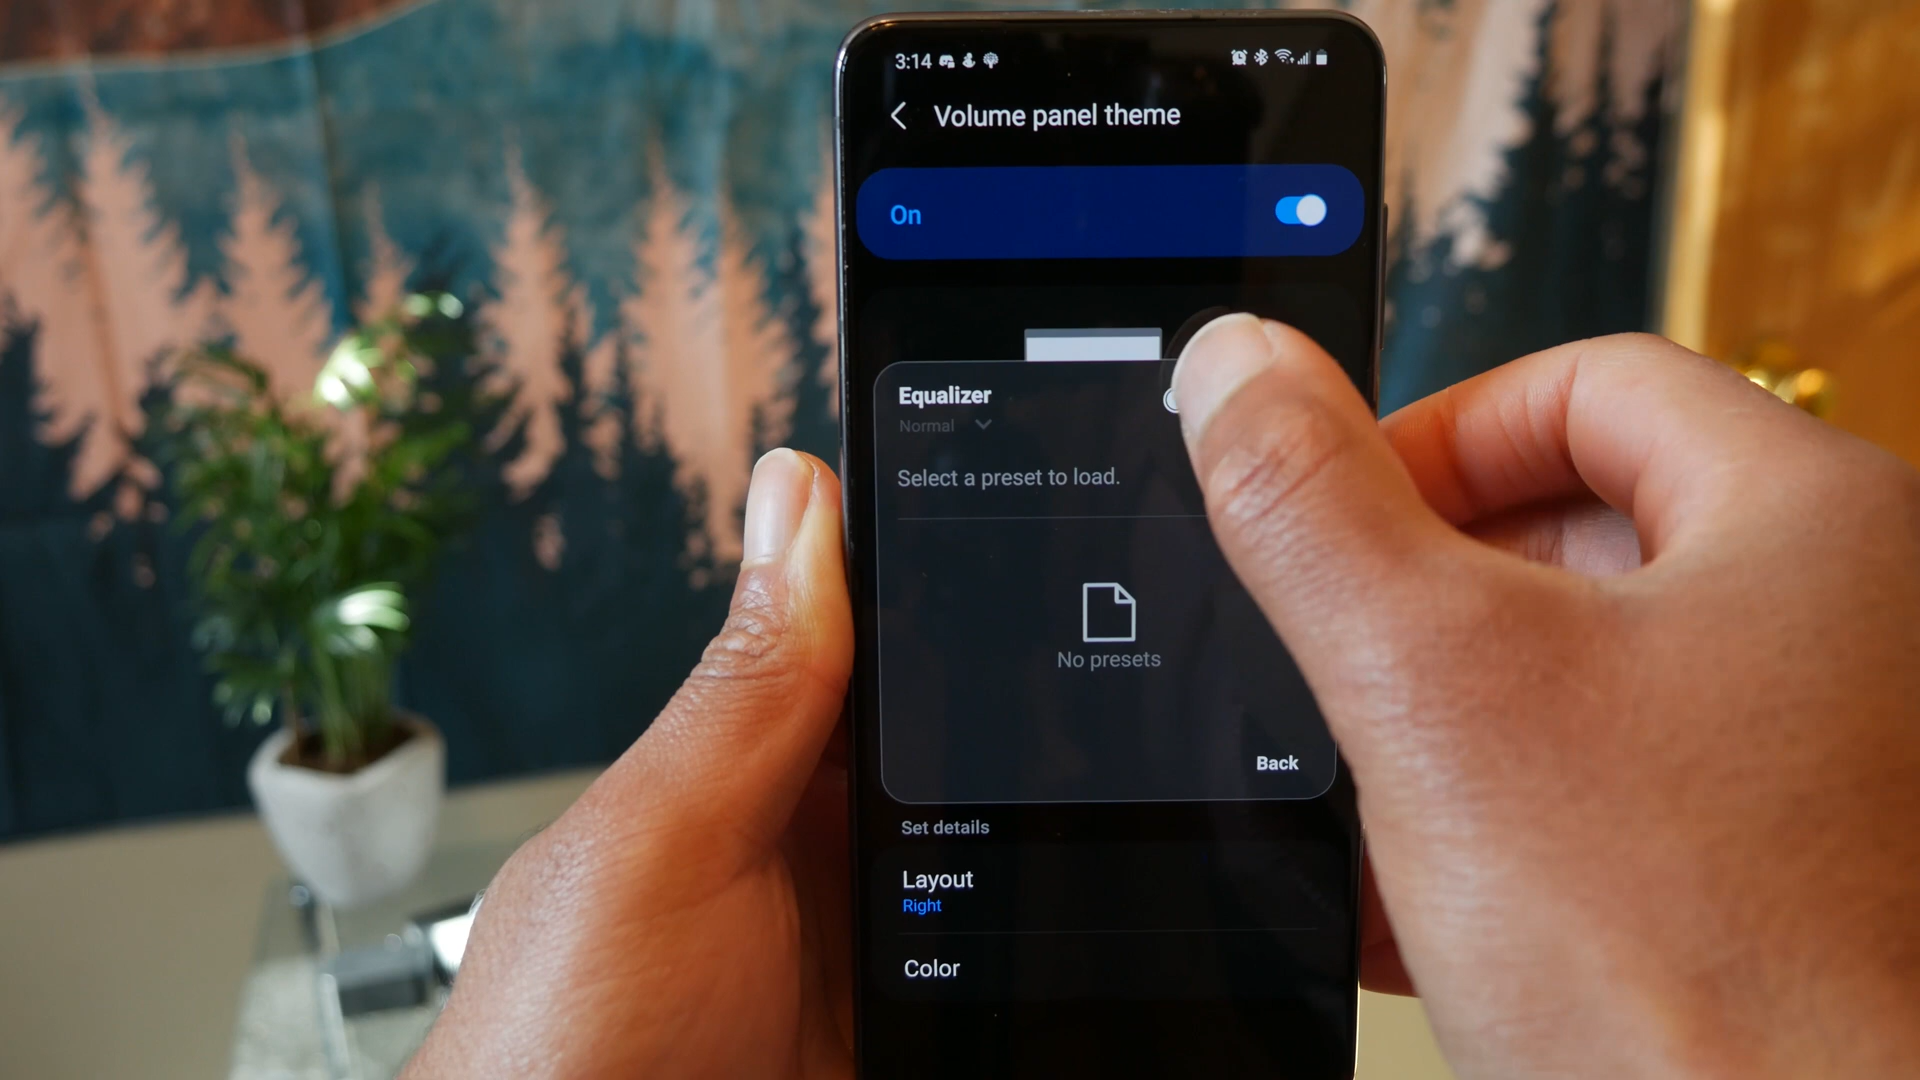 3:14
Volume panel theme
On
Equalizer
Normal
Select a preset to load.
No presets
Back
Set details
Layout
Right
Color